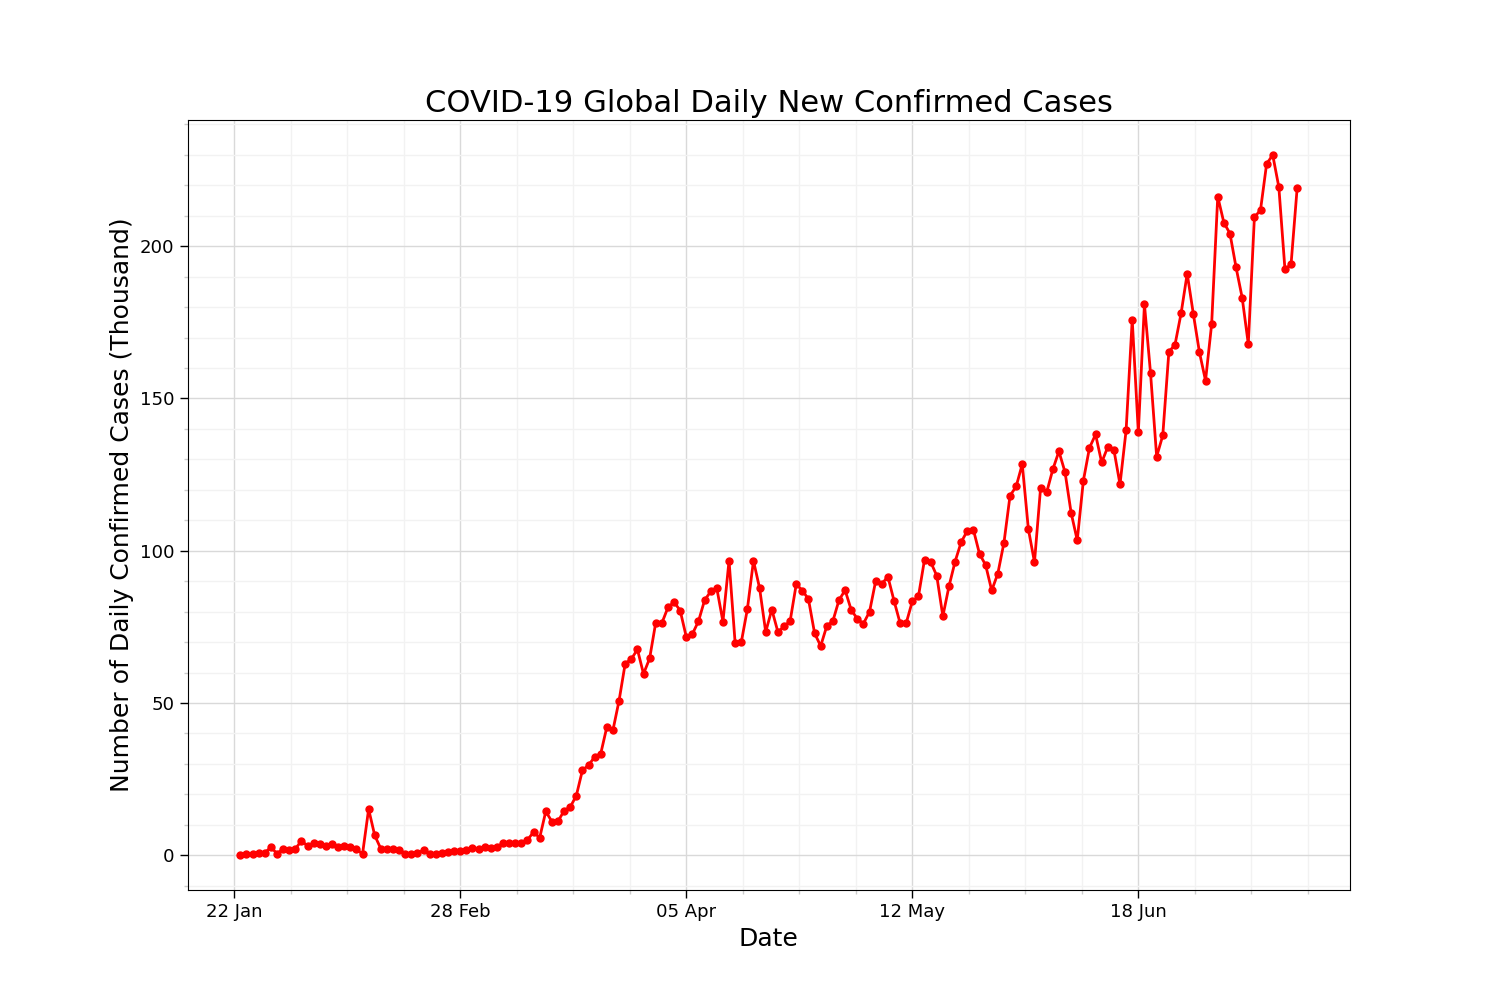 COVID-19 Global Daily New Confirmed Cases
Number of Daily Confirmed Cases (Thousand)
200
150
100
50
0
22 Jan
28 Feb
05 Apr
12 May
18 Jun
Date